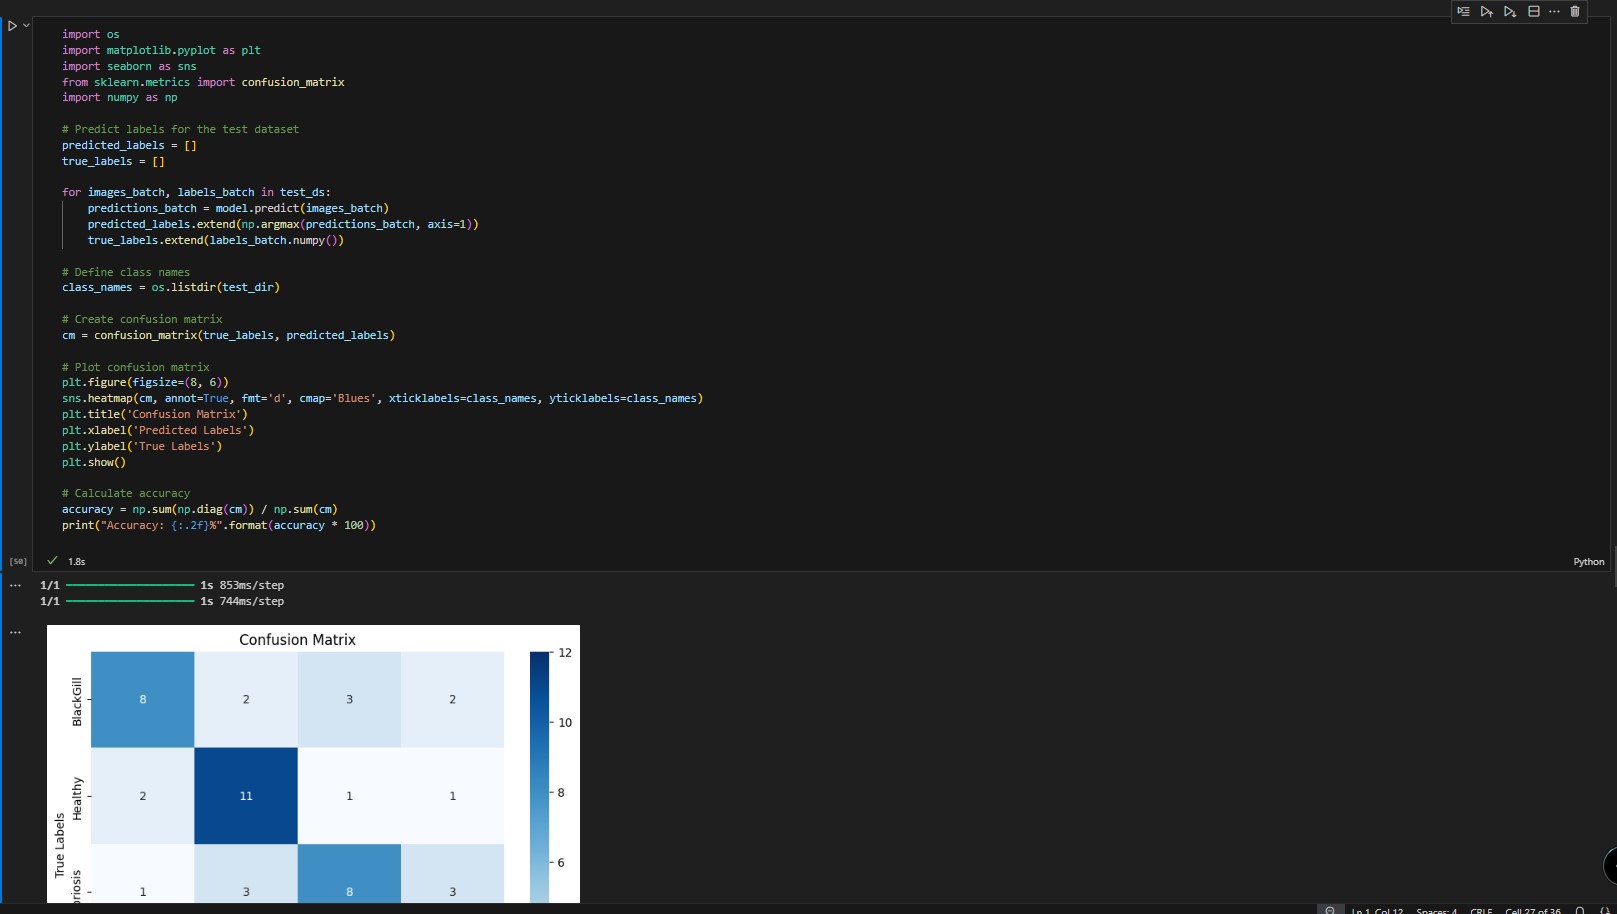 import os
import matplotlib.pyplot as plt
import seaborn as sns
from sklearn.metrics import confusion_matrix
import numpy as np
# Predict labels for the test dataset
predicted_labels = []
true_labels = []
for images_batch, labels_batch in test_ds:
    predictions_batch = model.predict(images_batch)
    predicted_labels.extend(np.argmax(predictions_batch, axis=1))
    true_labels.extend(labels_batch.numpy())
# Define class names
class_names = os.listdir(test_dir)
# Create confusion matrix
cm = confusion_matrix(true_labels, predicted_labels)
# Plot confusion matrix
plt.figure(figsize=(8, 6))
sns.heatmap(cm, annot=True, fmt='d', cmap='Blues', xticklabels=class_names, yticklabels=class_names)
plt.title('Confusion Matrix')
plt.xlabel('Predicted Labels')
plt.ylabel('True Labels')
plt.show()
# Calculate accuracy
accuracy = np.sum(np.diag(cm)) / np.sum(cm)
print("Accuracy: {:.2f}%".format(accuracy * 100))
[50] 1.8s Python
1/1 1s 853ms/step
1/1 1s 744ms/step
Confusion Matrix
BlackGill 8 2 3 2
Healthy 2 11 1 1
1 3 8 3
True Labels
12
10
8
6
Ln 1, Col 12 Spaces: 4 CRLF Cell 27 of 36